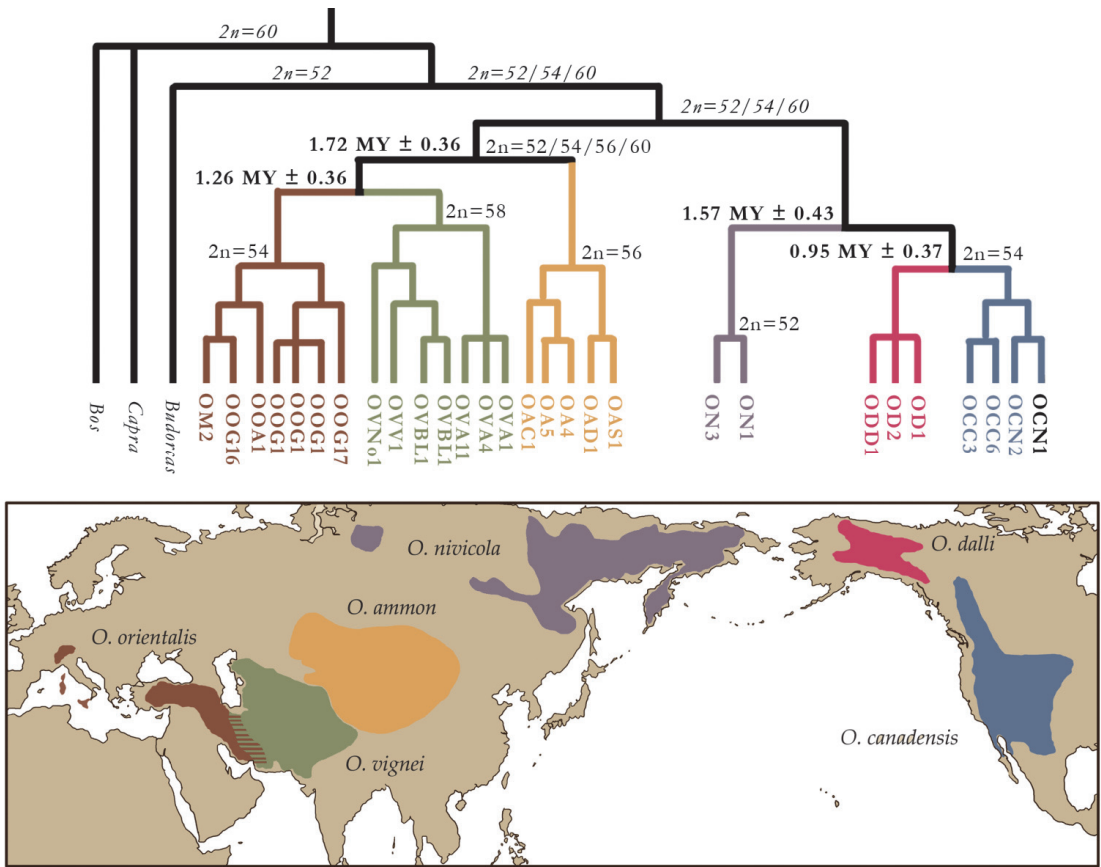 2n=60
2n=52
2n=52/54/60
2n=52/54/60
1.72 MY ± 0.36
2n=52/54/56/60
1.26 MY ± 0.36
2n=58
1.57 MY ± 0.43
2n=54
2n=56
0.95 MY ± 0.37
2n=54
2n=52
Bos
Capra
Budorcas
OM2
OOG16
OOA1
OOG1
OOG1
OOG1
OOG17
OVNo1
OVV1
OVBL1
OVBL1
OVA11
OVA4
OVA1
OAC1
OA5
OA4
OAD1
OAS1
ON3
ON1
ODD1
OD2
OD1
OCC3
OCC6
OCN2
OCN1
O. nivicola
O. dalli
O. ammon
O. orientalis
O. canadensis
O. vignei